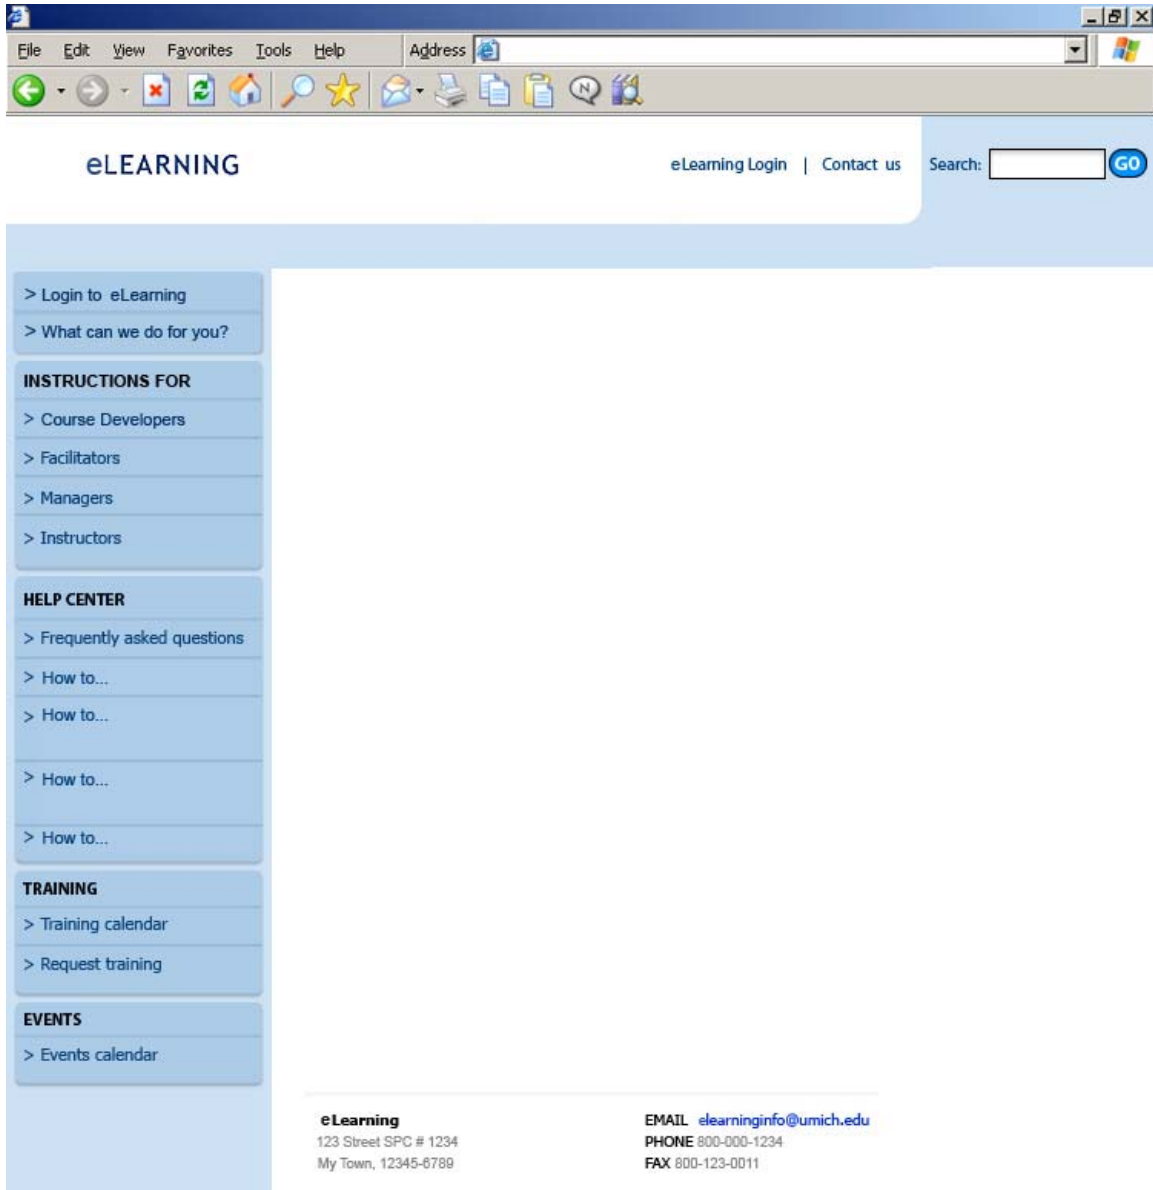 File Edit View Favorites Tools Help Address
eLEARNING
eLearning Login | Contact us
Search: GO
> Login to eLearning
> What can we do for you?
INSTRUCTIONS FOR
> Course Developers
> Facilitators
> Managers
> Instructors
HELP CENTER
> Frequently asked questions
> How to...
> How to...
> How to...
> How to...
TRAINING
> Training calendar
> Request training
EVENTS
> Events calendar
eLearning
123 Street SPC # 1234
My Town, 12345-6789
EMAIL elearninginfo@umich.edu
PHONE 800-000-1234
FAX 800-123-0011